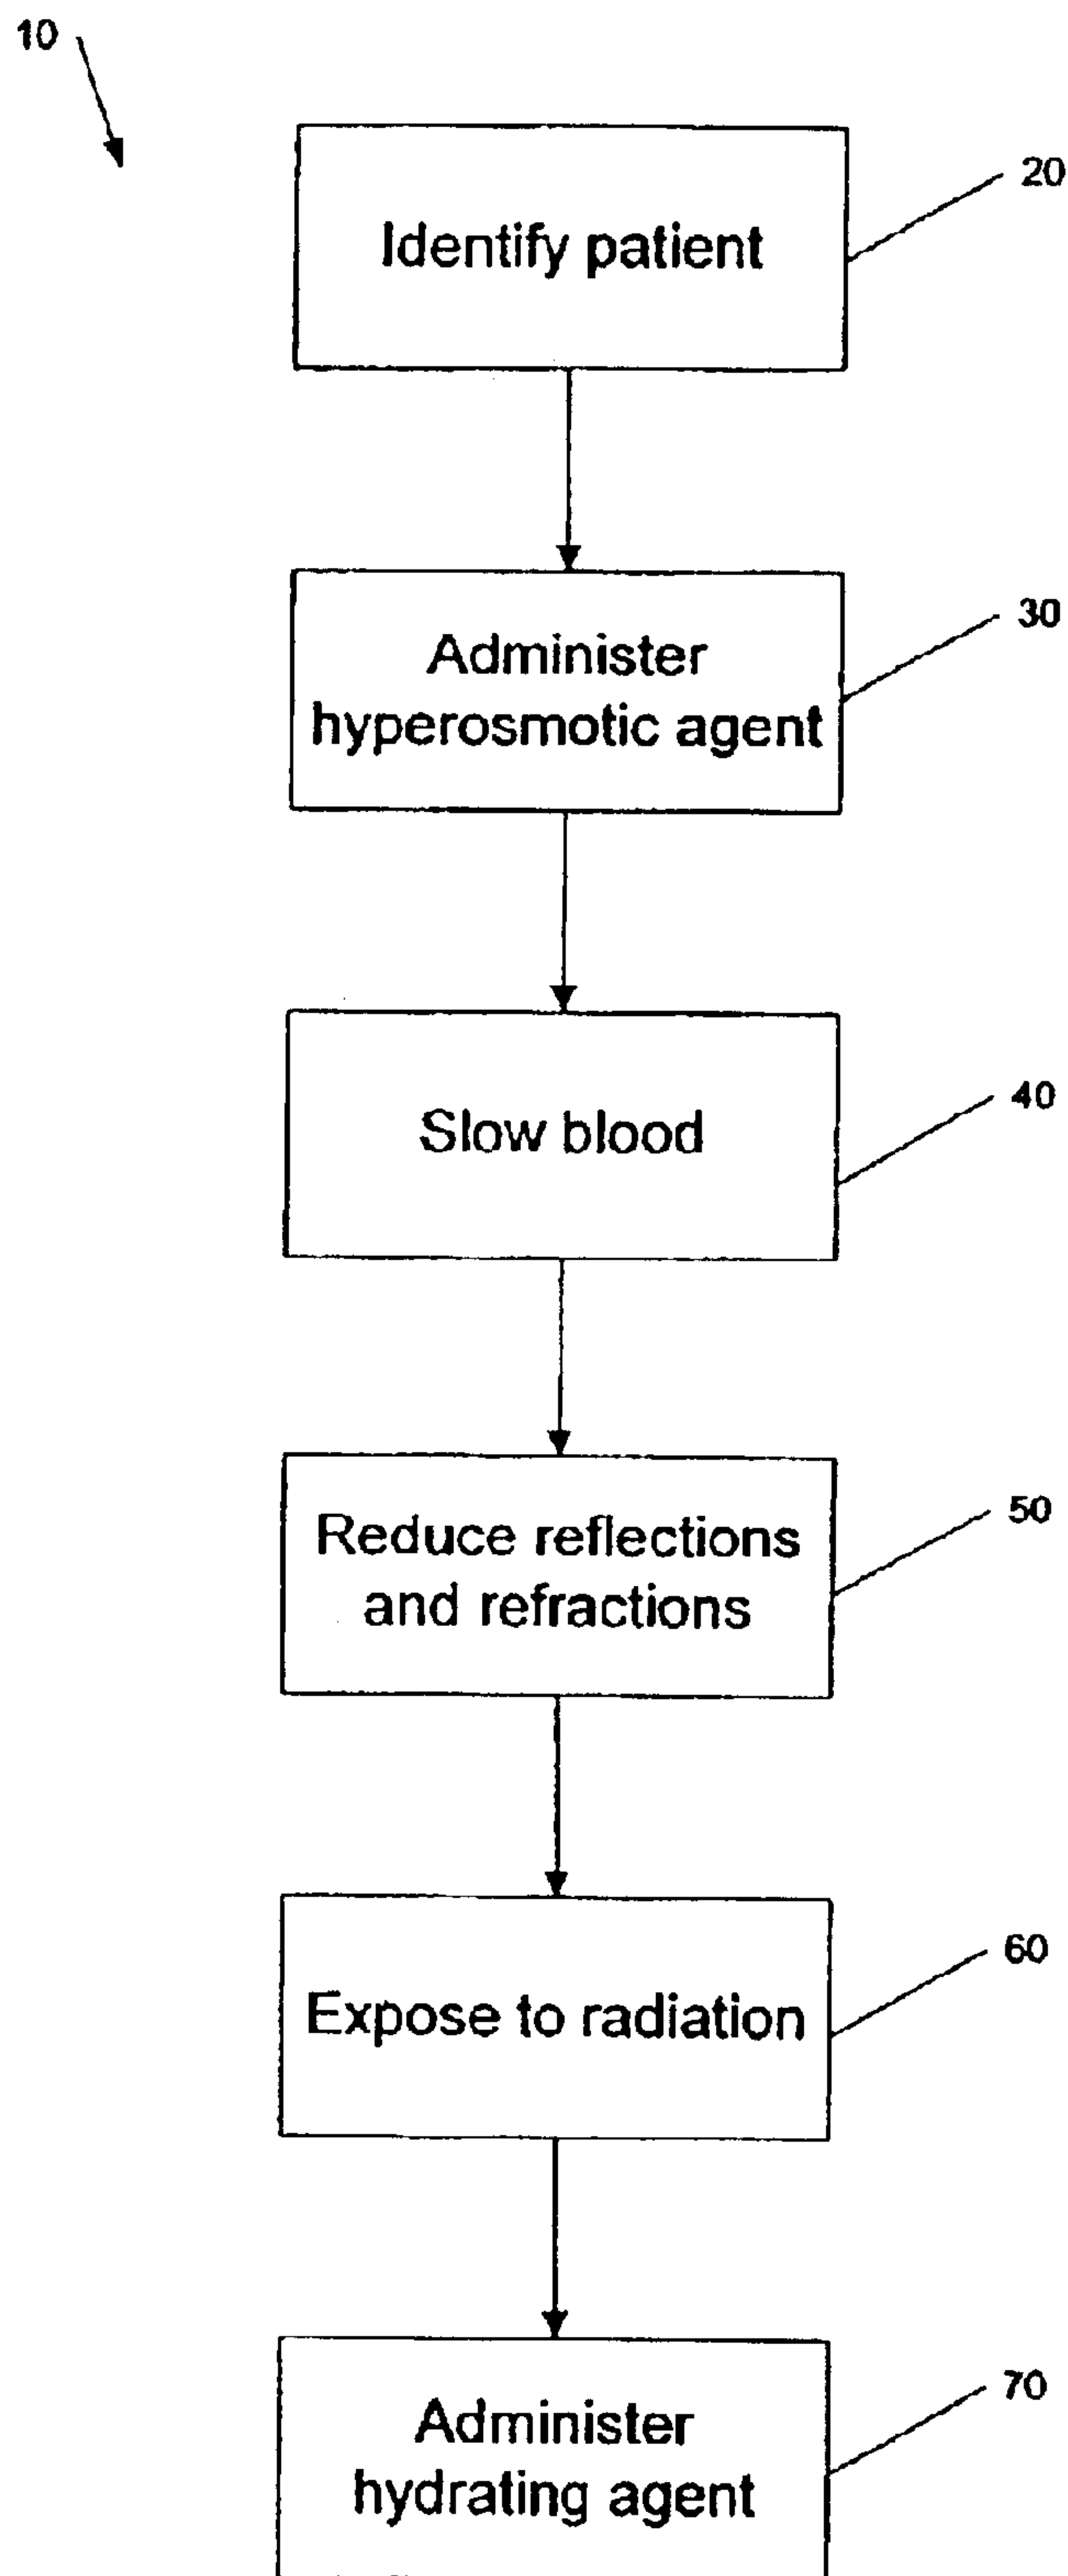 10
Identify patient
20
Administer
hyperosmotic agent
30
Slow blood
40
Reduce reflections
and refractions
50
Expose to radiation
60
Administer
hydrating agent
70